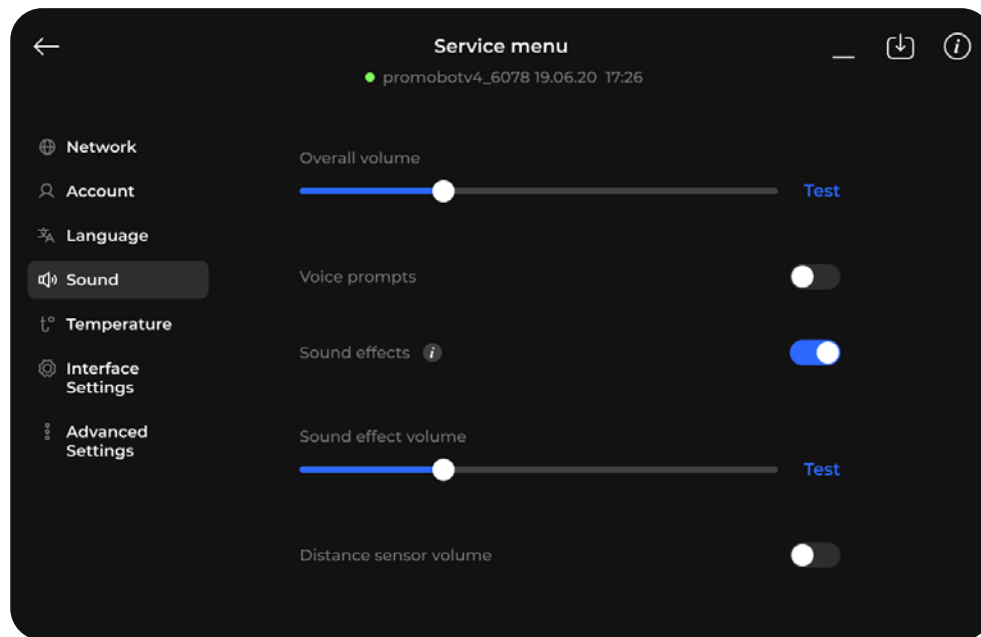 Service menu
promobotv4_6078 19.06.20 17:26
Network
Account
Language
Sound
t° Temperature
Interface
Settings
Advanced
Settings
Overall volume
Test
Voice prompts
Sound effects i
Sound effect volume
Test
Distance sensor volume